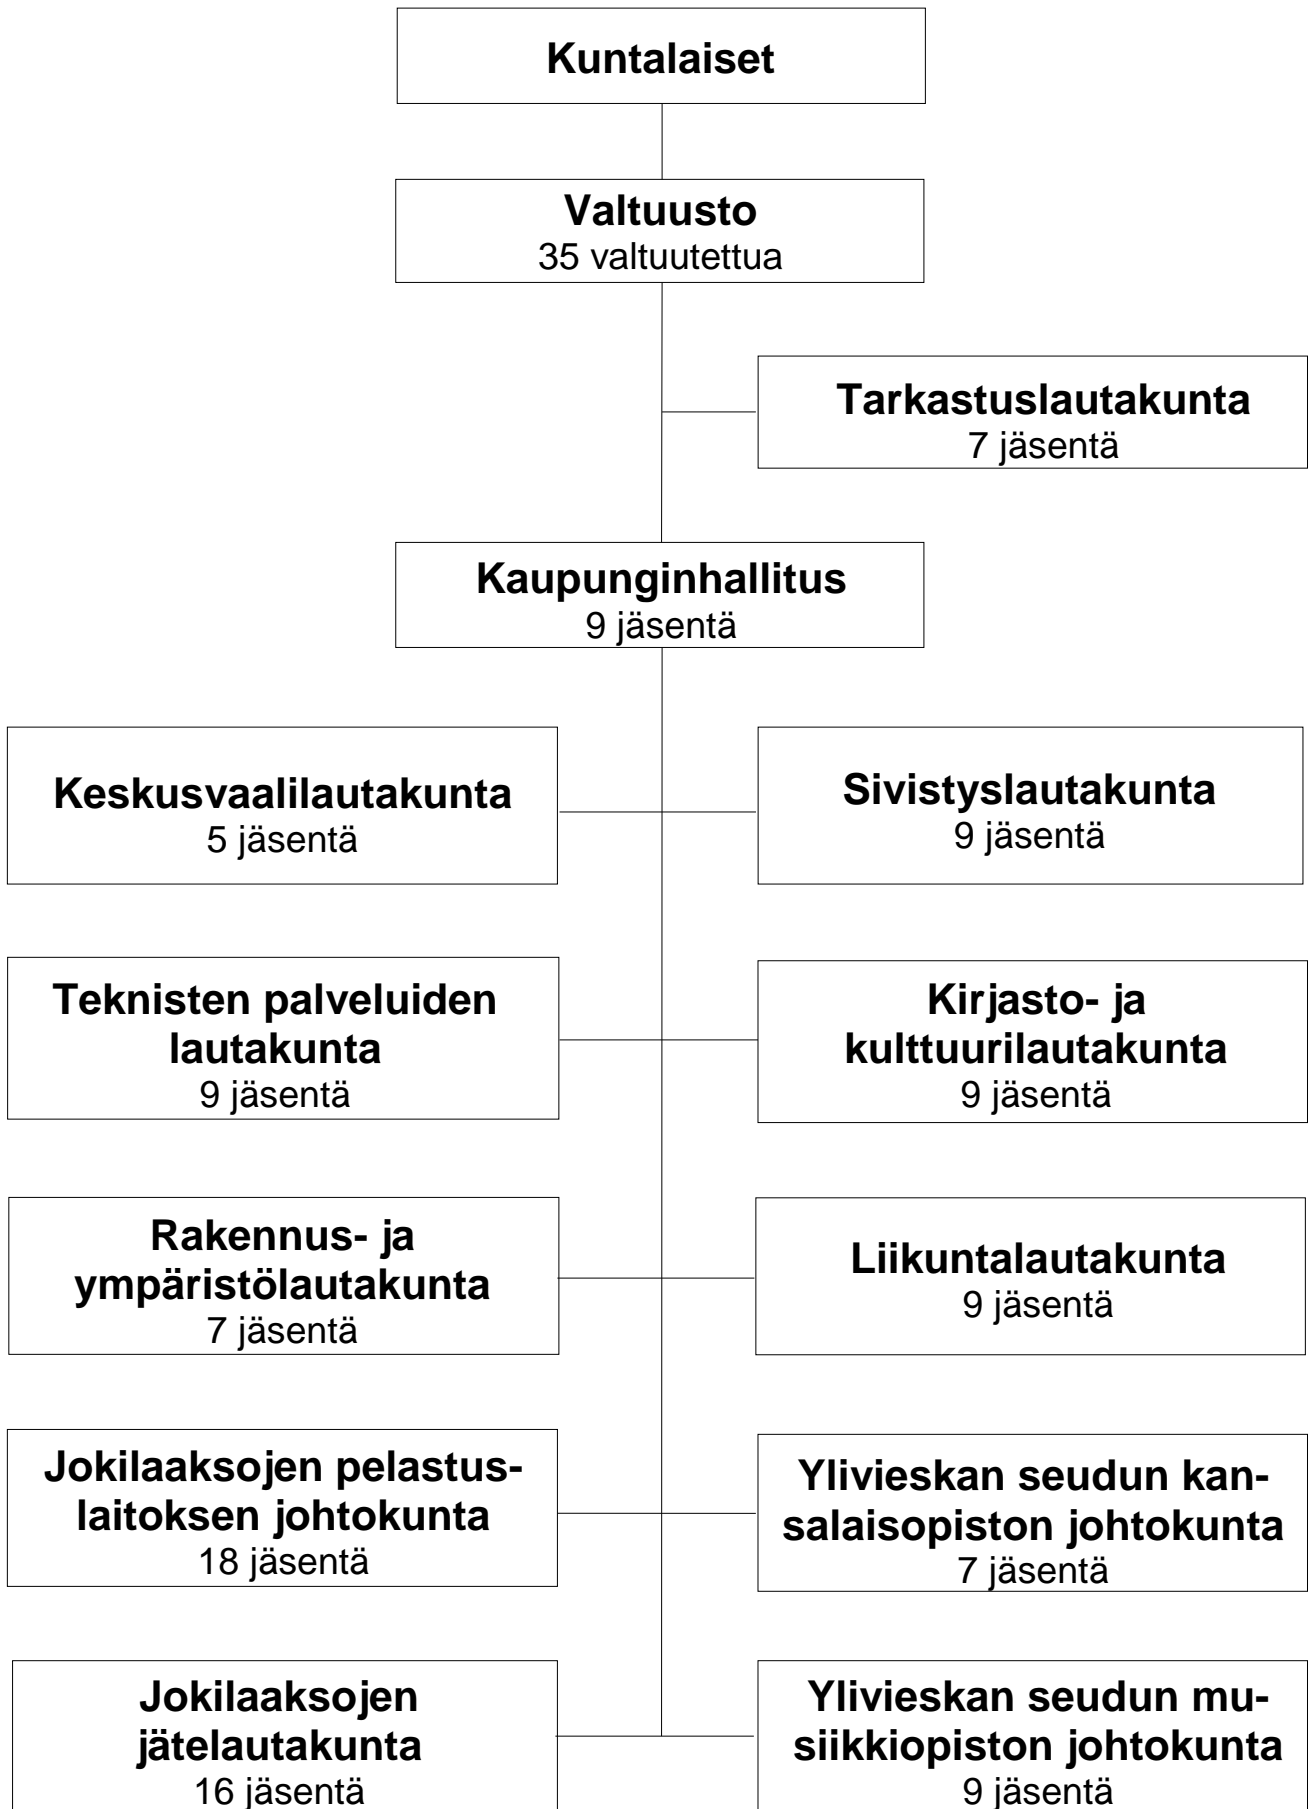 Kuntalaiset
Valtuusto
35 valtuutettua
Tarkastuslautakunta
7 jäsentä
Kaupunginhallitus
9 jäsentä
Keskusvaalilautakunta
5 jäsentä
Sivistyslautakunta
9 jäsentä
Teknisten palveluiden
lautakunta
9 jäsentä
Kirjasto- ja
kulttuurilautakunta
9 jäsentä
Rakennus- ja
ympäristölautakunta
7 jäsentä
Liikuntalautakunta
9 jäsentä
Jokilaaksojen pelastus-
laitoksen johtokunta
18 jäsentä
Ylivieskan seudun kan-
salaisopiston johtokunta
7 jäsentä
Jokilaaksojen
jätelautakunta
16 jäsentä
Ylivieskan seudun mu-
siikkiopiston johtokunta
9 jäsentä